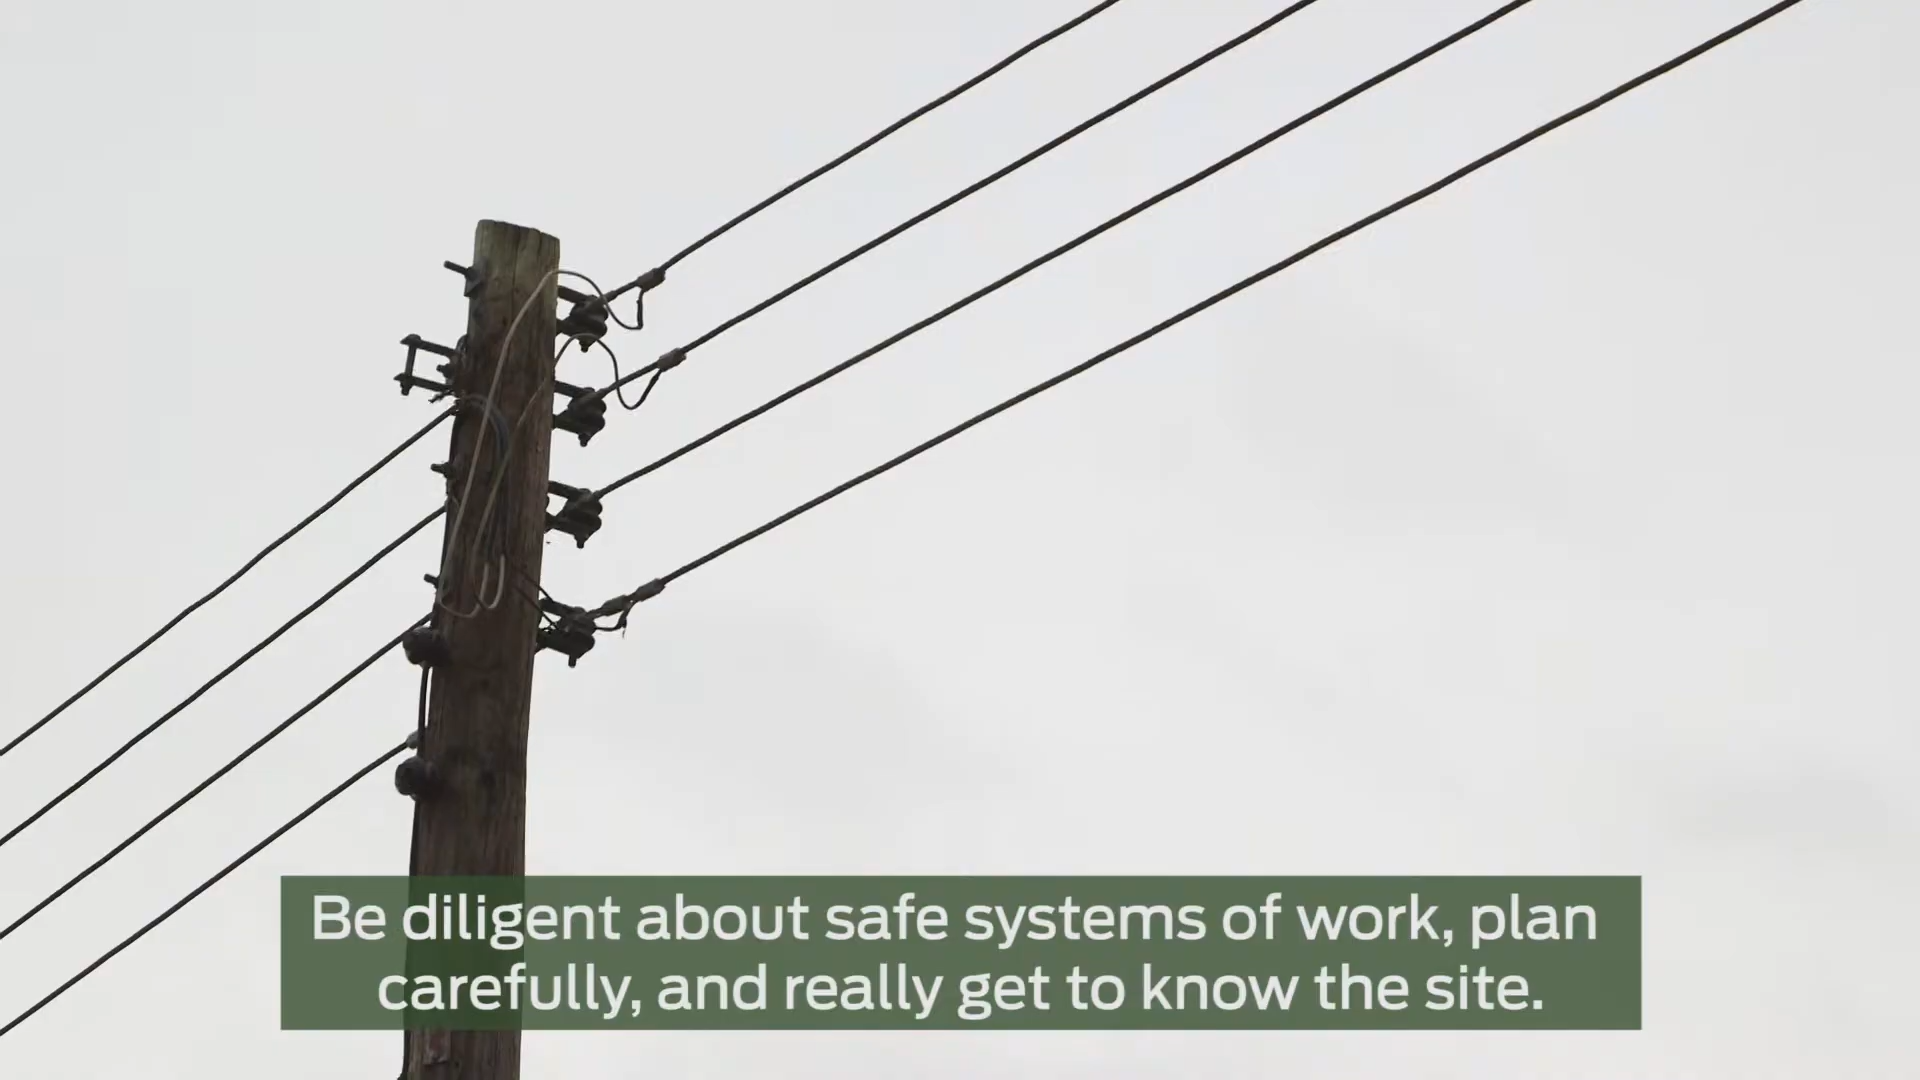 Be diligent about safe systems of work, plan
carefully, and really get to know the site.